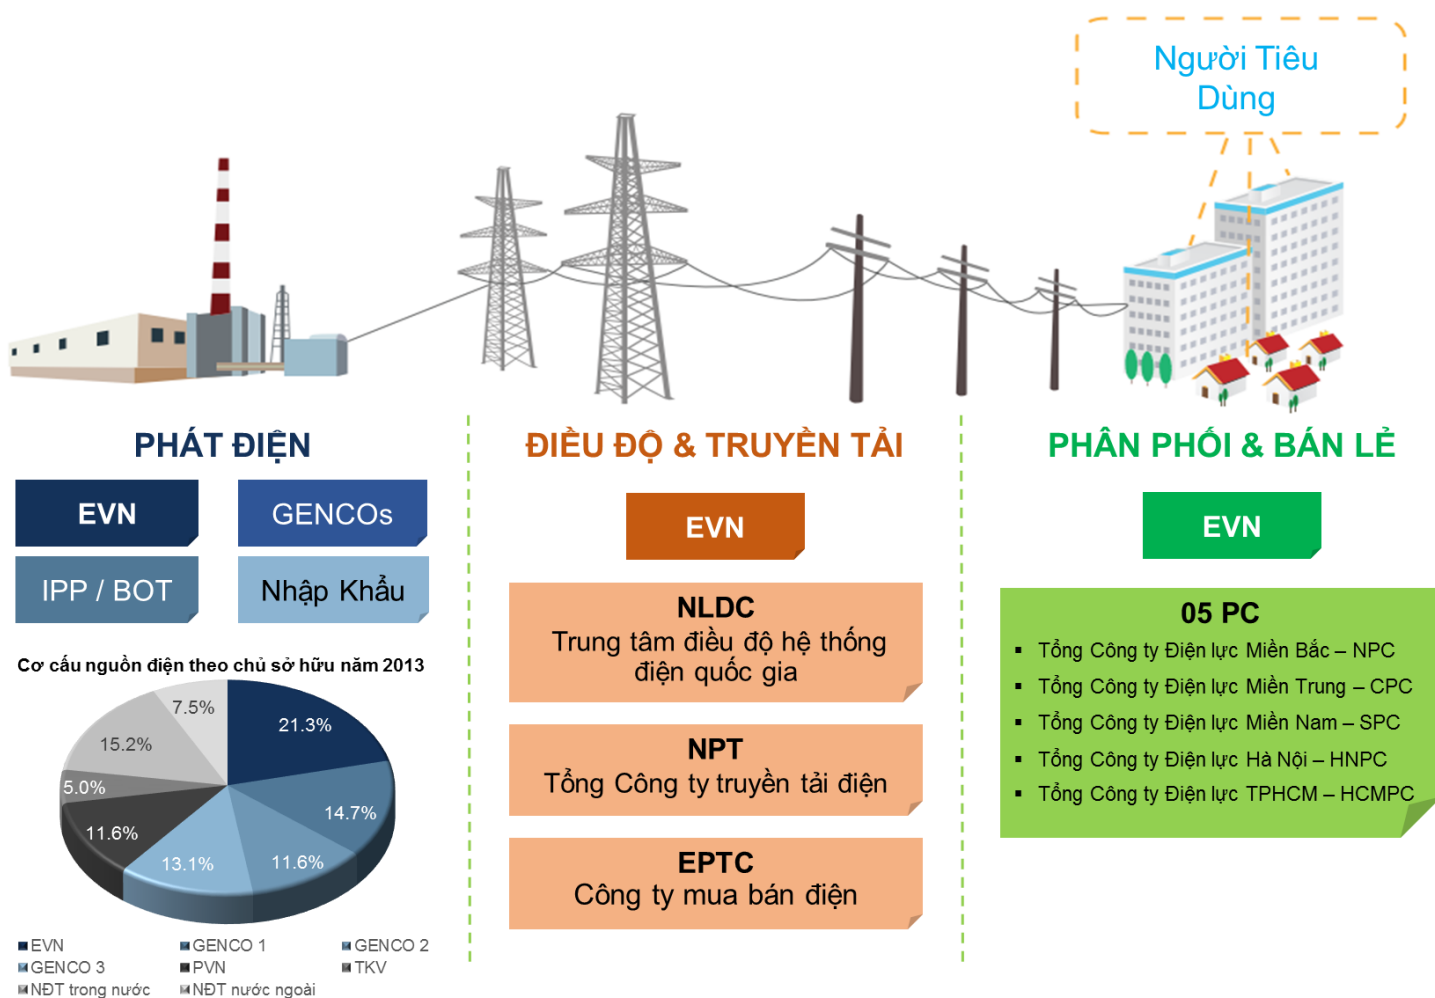 Người Tiêu
Dùng
PHÁT ĐIỆN
EVN
GENCOs
IPP / BOT
Nhập Khẩu
Cơ cấu nguồn điện theo chủ sở hữu năm 2013
7.5%
21.3%
15.2%
5.0%
14.7%
11.6%
13.1%
11.6%
EVN
GENCO 1
GENCO 2
GENCO 3
PVN
TKV
NĐT trong nước
NĐT nước ngoài
ĐIỀU ĐỘ & TRUYỀN TẢI
EVN
NLDC
Trung tâm điều độ hệ thống
điện quốc gia
NPT
Tổng Công ty truyền tải điện
EPTC
Công ty mua bán điện
PHÂN PHỐI & BÁN LẺ
EVN
05 PC
▪ Tổng Công ty Điện lực Miền Bắc – NPC
▪ Tổng Công ty Điện lực Miền Trung – CPC
▪ Tổng Công ty Điện lực Miền Nam – SPC
▪ Tổng Công ty Điện lực Hà Nội – HNPC
▪ Tổng Công ty Điện lực TPHCM – HCMPC